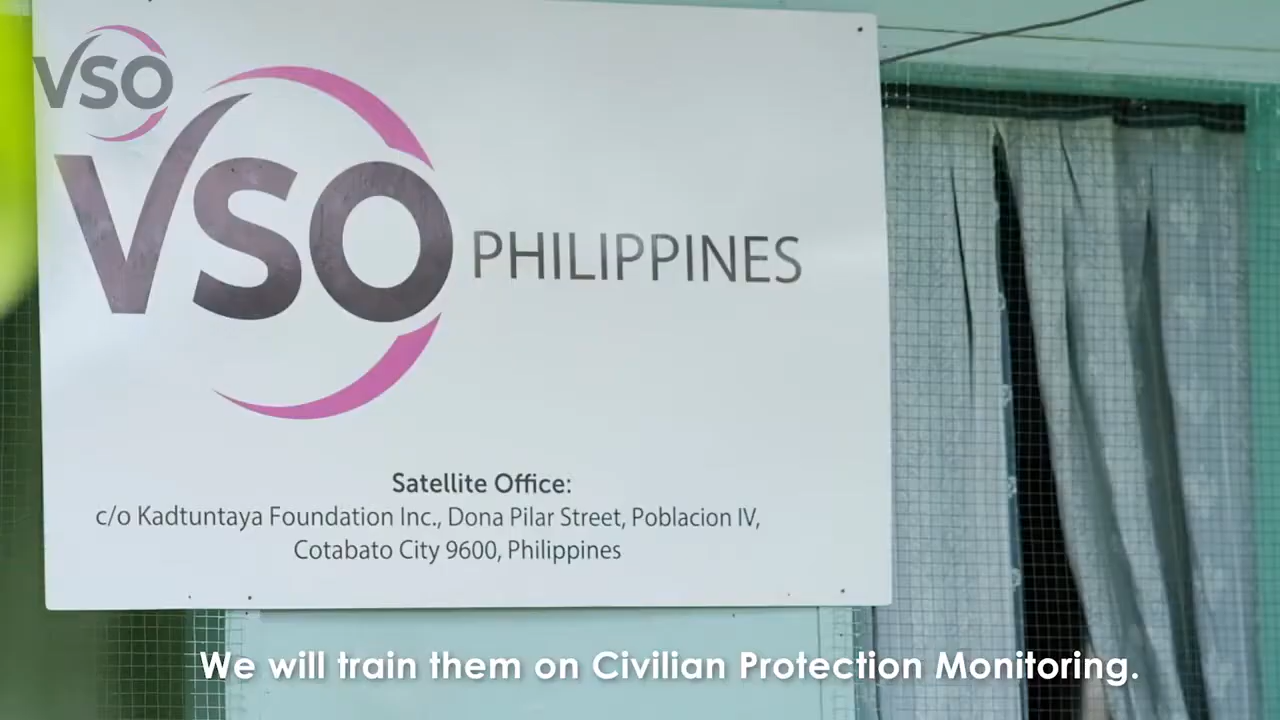 VSO
VSO PHILIPPINES
Satellite Office:
c/o Kadtuntaya Foundation Inc., Dona Pilar Street, Poblacion IV,
Cotabato City 9600, Philippines
We will train them on Civilian Protection Monitoring.